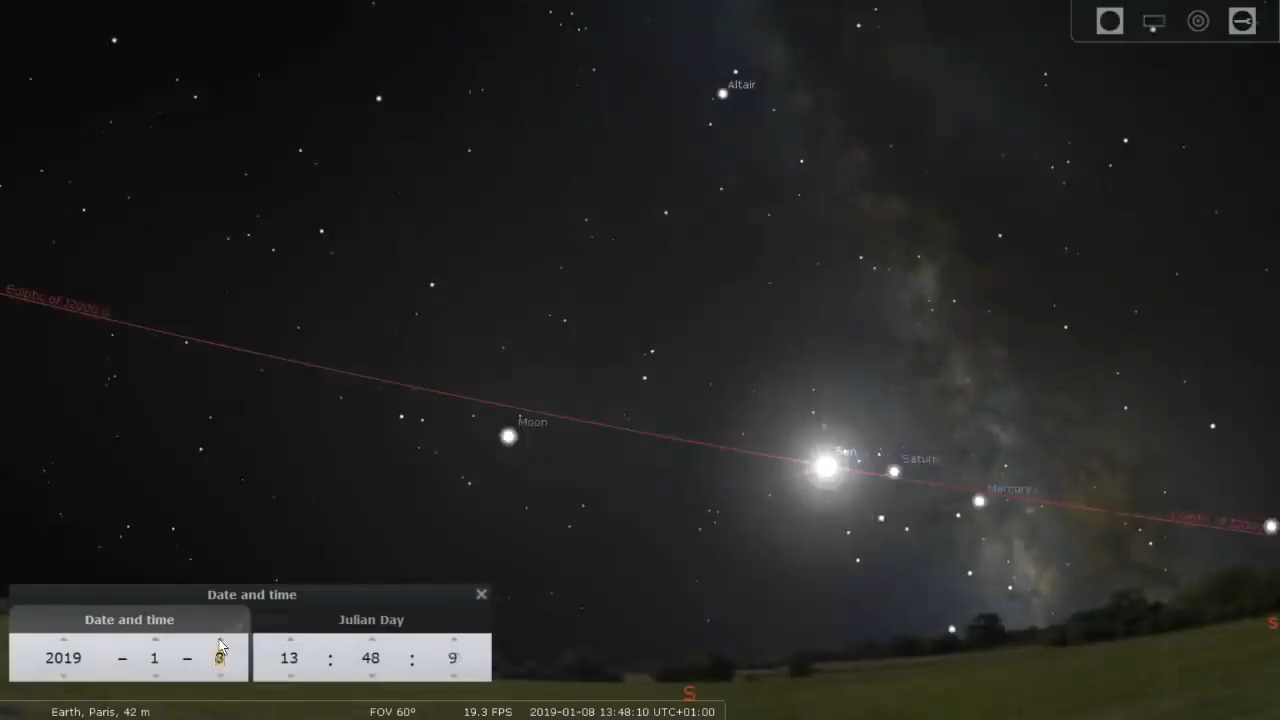 Altair
Ecliptic of J2000.0
Moon
Sun
Saturn
Mercury
S
Date and time
Date and time
Julian Day
2019 - 1 - 8
13 : 48 : 9
S
Earth, Paris, 42 m
FOV 60°
19.3 FPS
2019-01-08 13:48:10 UTC+01:00